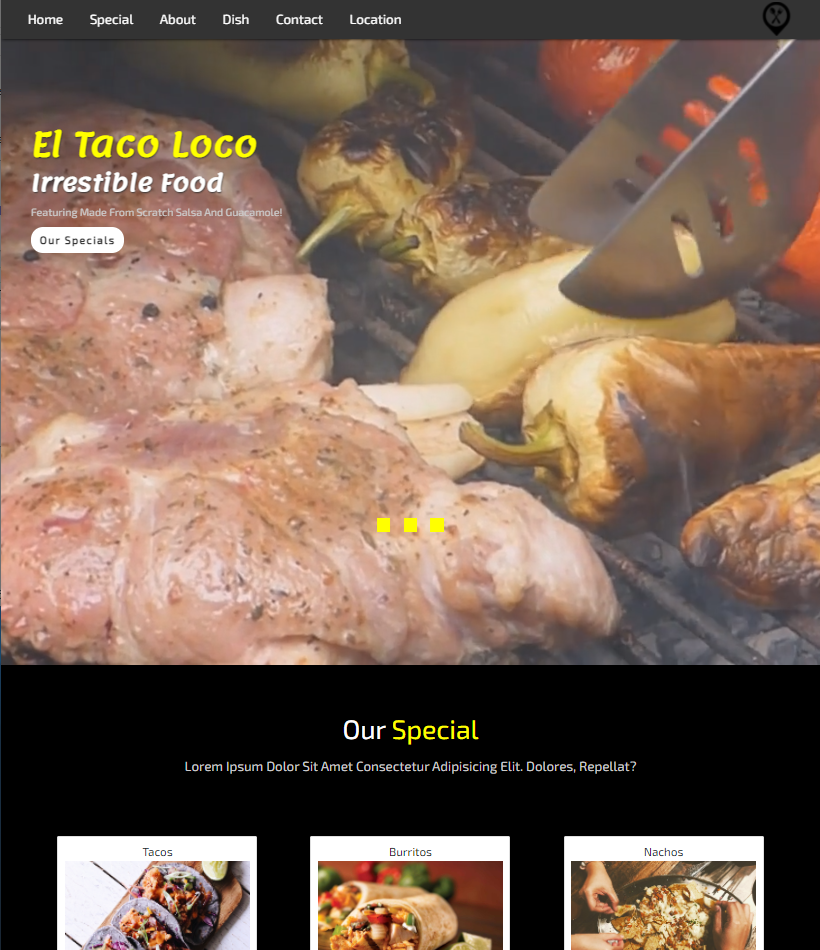 Home Special About Dish Contact Location
El Taco Loco
Irrestible Food
Featuring Made From Scratch Salsa And Guacamole!
Our Specials
Our Special
Lorem Ipsum Dolor Sit Amet Consectetur Adipisicing Elit. Dolores, Repellat?
Tacos Burritos Nachos